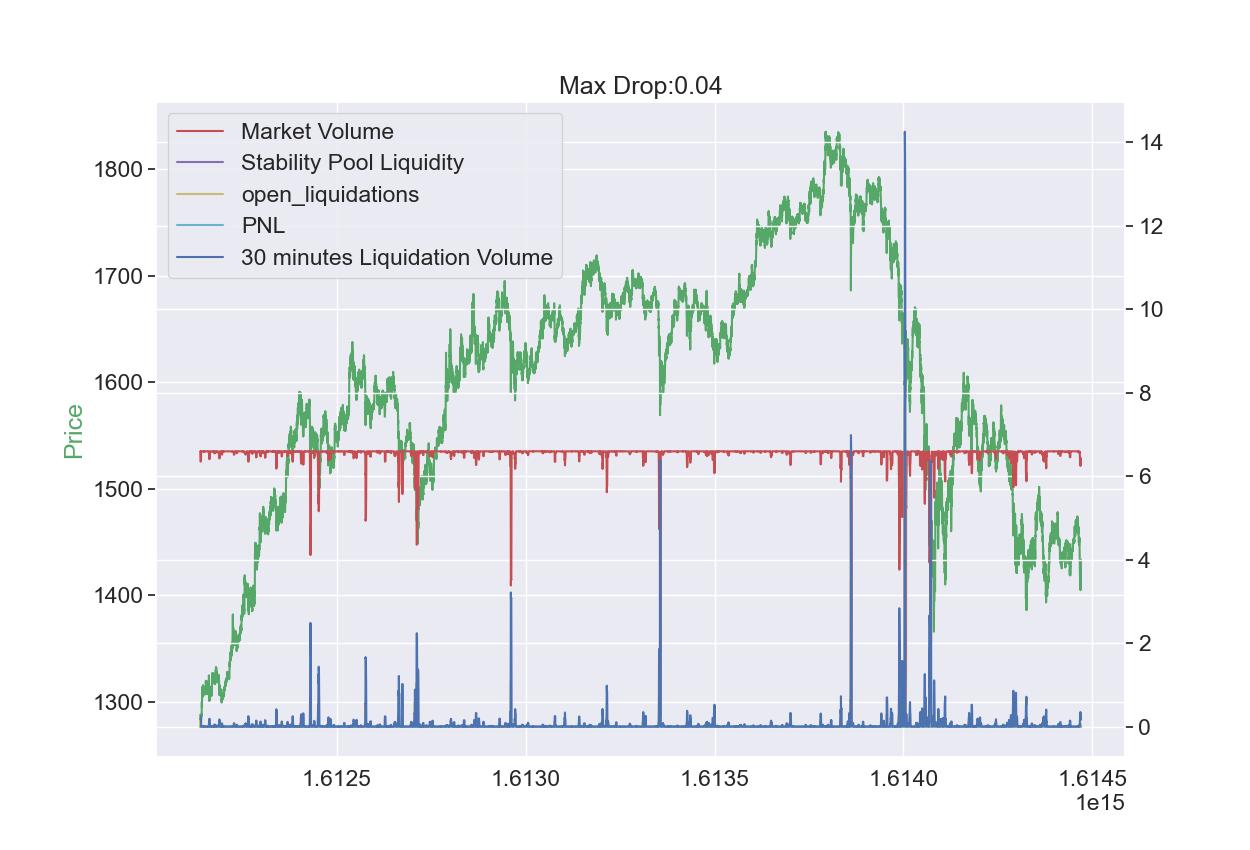 Max Drop:0.04
Market Volume
Stability Pool Liquidity
open_liquidations
PNL
30 minutes Liquidation Volume
Price
1800
1700
1600
1500
1400
1300
14
12
10
8
6
4
2
0
1.6125
1.6130
1.6135
1.6140
1.6145
1e15